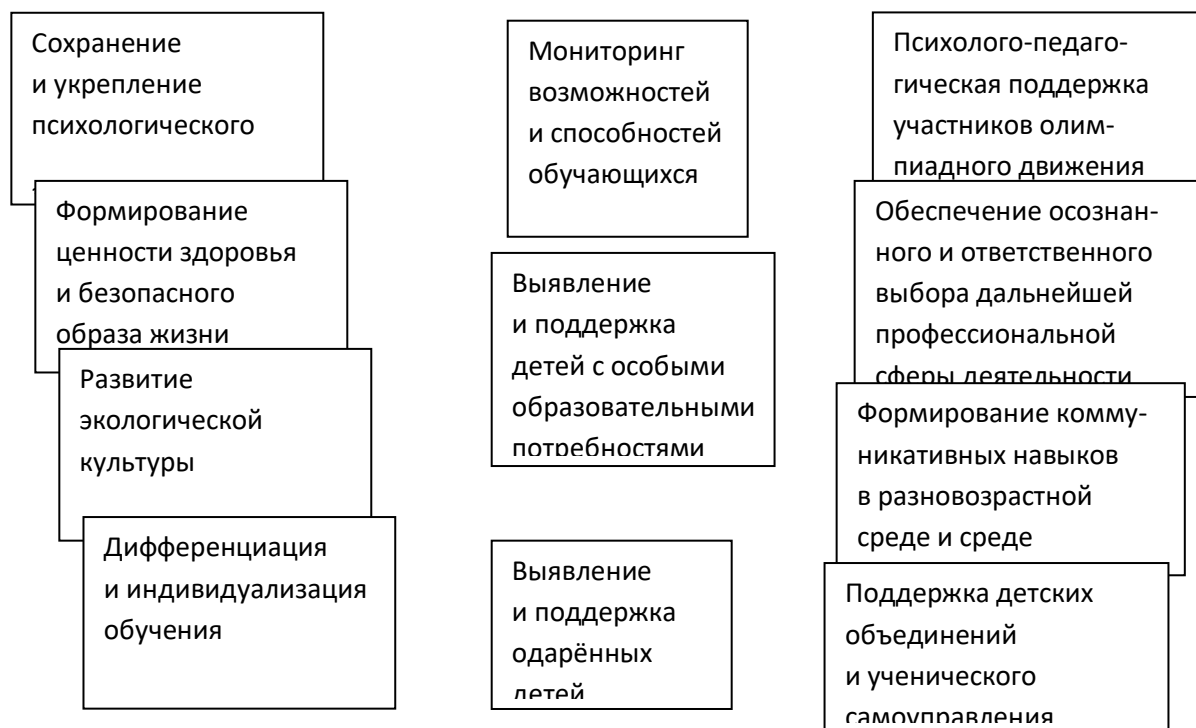 Сохранение
и укрепление
психологического
Формирование
ценности здоровья
и безопасного
образа жизни
Развитие
экологической
культуры
Дифференциация
и индивидуализация
обучения
Мониторинг
возможностей
и способностей
обучающихся
Выявление
и поддержка
детей с особыми
образовательными
потребностями
Выявление
и поддержка
одарённых
детей
Психолого-педаго-
гическая поддержка
участников олим-
пиадного движения
Обеспечение осознан-
ного и ответственного
выбора дальнейшей
профессиональной
сферы деятельности
Формирование комму-
никативных навыков
в разновозрастной
среде и среде
Поддержка детских
объединений
и ученического
самоуправления